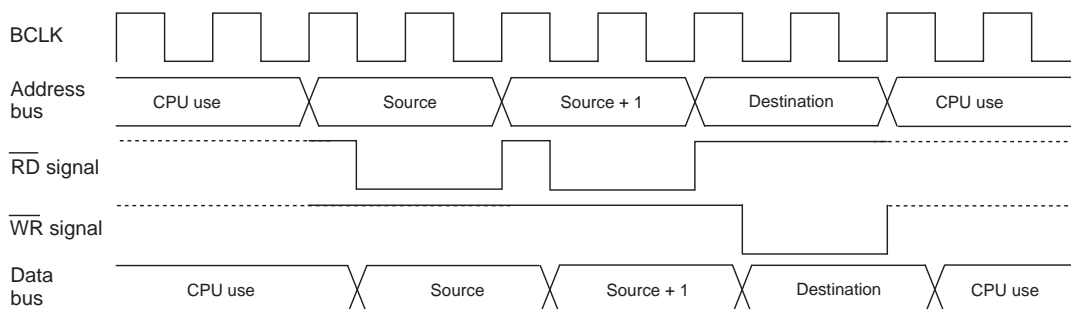 BCLK
Address
bus
CPU use Source Source + 1 Destination CPU use
RD signal
WR signal
Data
bus
CPU use Source Source + 1 Destination CPU use